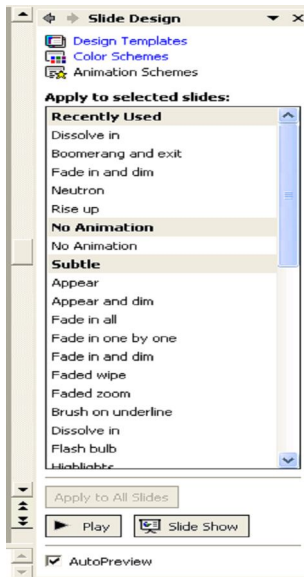 Slide Design
Design Templates
Color Schemes
Animation Schemes
Apply to selected slides:
Recently Used
Dissolve in
Boomerang and exit
Fade in and dim
Neutron
Rise up
No Animation
No Animation
Subtle
Appear
Appear and dim
Fade in all
Fade in one by one
Fade in and dim
Faded wipe
Faded zoom
Brush on underline
Dissolve in
Flash bulb
Highlights
Apply to All Slides
Play Slide Show
AutoPreview